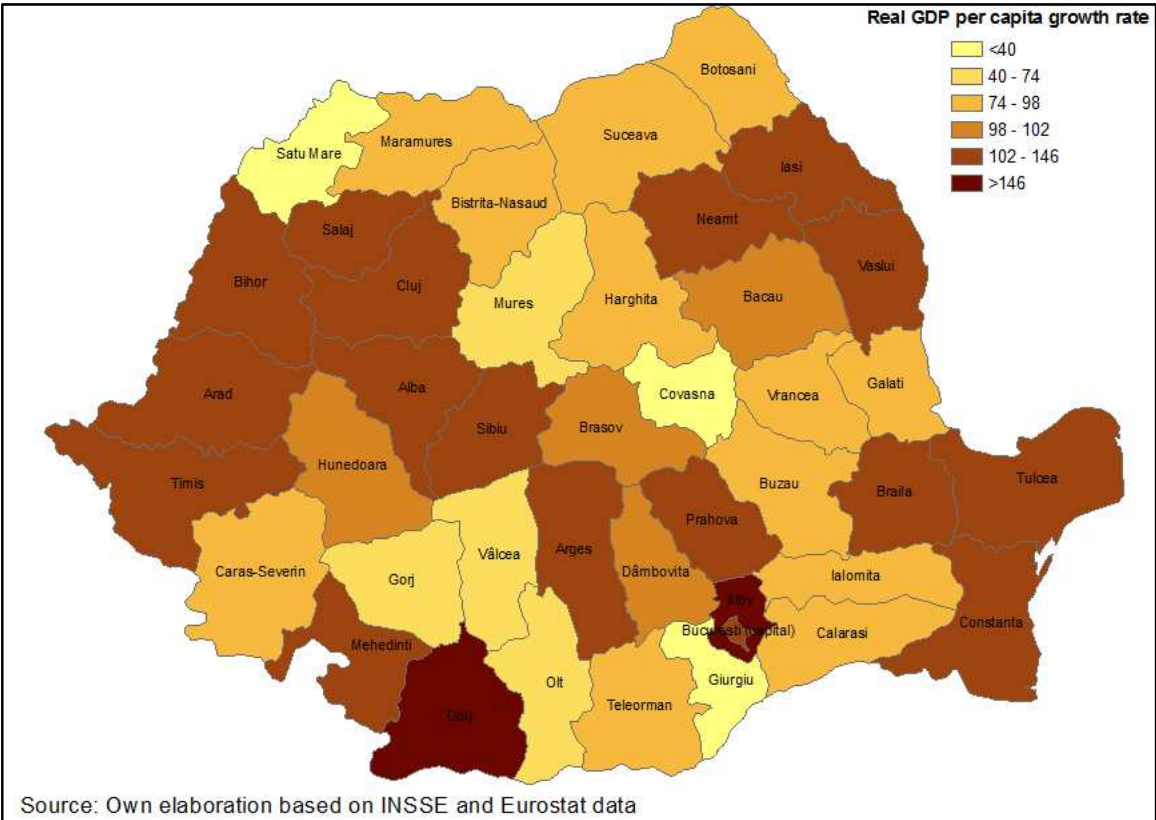 Real GDP per capita growth rate
<40
40 - 74
74 - 98
98 - 102
102 - 146
>146
Botosani
Suceava
Maramures
Satu Mare
Iasi
Bistrita-Nasaud
Neamt
Salaj
Vaslui
Bihor
Cluj
Bacau
Mures
Harghita
Galati
Alba
Arad
Covasna
Vrancea
Sibiu
Brasov
Hunedoara
Tulcea
Timis
Buzau
Braila
Prahova
Arges
Vâlcea
Caras-Severin
Gorj
Dâmbovita
Ialomita
Ilfov
Constanta
Bucuresti (capital)
Calarasi
Mehedinti
Olt
Giurgiu
Teleorman
Dolj
Source: Own elaboration based on INSSE and Eurostat data